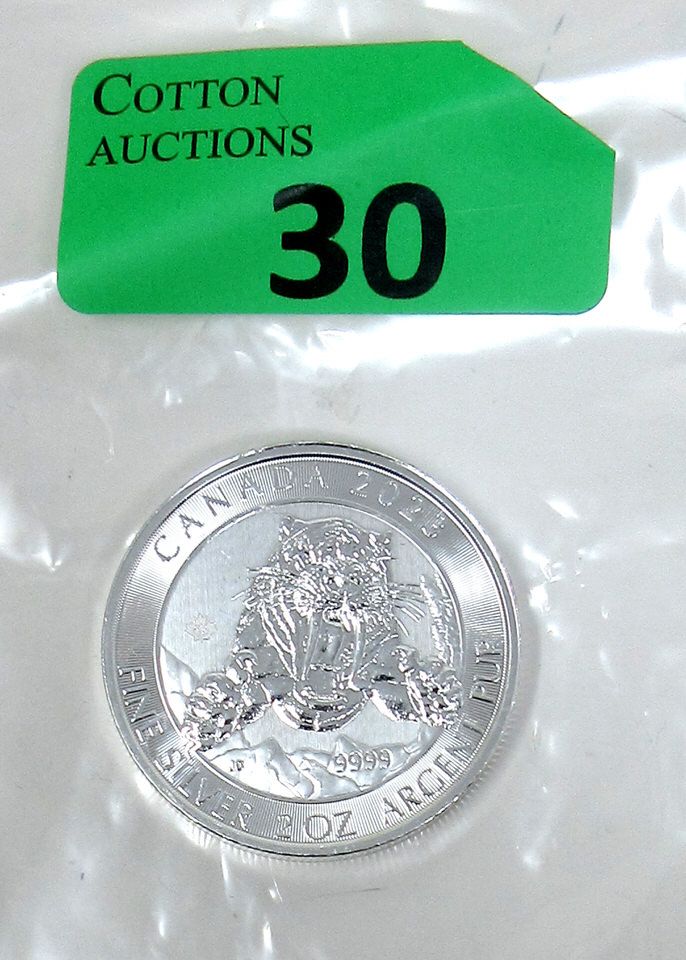 COTTON
AUCTIONS
30
CANADA
9999
FINE SILVER 2 OZ ARGENT PUR